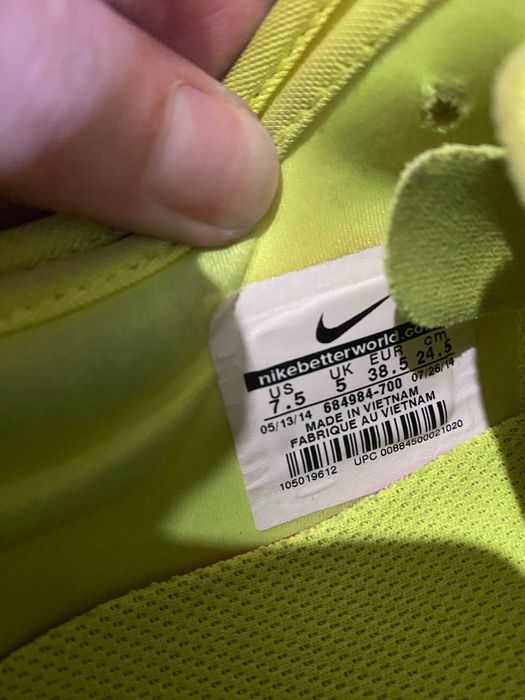 nikebetterworld.co
US UK EUR cm
7.5 5 38.5 24.5
05/13/14 684984-700 07/26/14
MADE IN VIETNAM
FABRIQUE AU VIETNAM
105019612 UPC 00884500021020